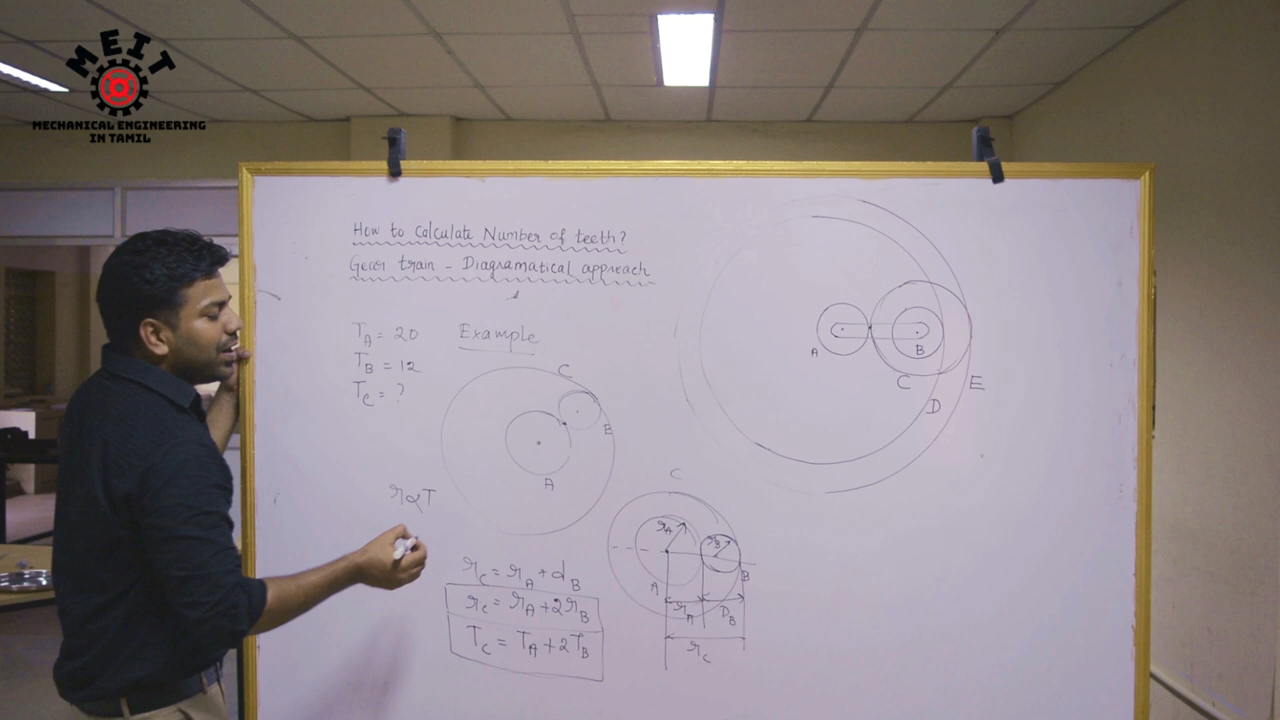 MEIT
MECHANICAL ENGINEERING
IN TAMIL
How to Calculate Number of teeth?
Gear train - Diagramatical approach
T_A = 20
Example
T_B = 12
T_C = ?
C
B
A
r α T
r_C = r_A + d_B
r_C = r_A + 2r_B
T_C = T_A + 2T_B
C
r_A
r_B
A
B
r_A
D_B
r_C
A
B
C
D
E